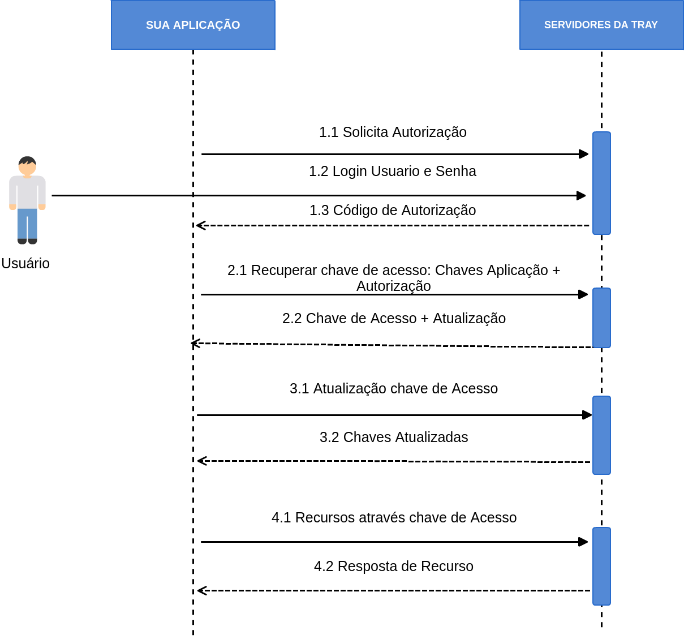 SUA APLICAÇÃO
SERVIDORES DA TRAY
1.1 Solicita Autorização
1.2 Login Usuario e Senha
1.3 Código de Autorização
Usuário
2.1 Recuperar chave de acesso: Chaves Aplicação +
Autorização
2.2 Chave de Acesso + Atualização
3.1 Atualização chave de Acesso
3.2 Chaves Atualizadas
4.1 Recursos através chave de Acesso
4.2 Resposta de Recurso